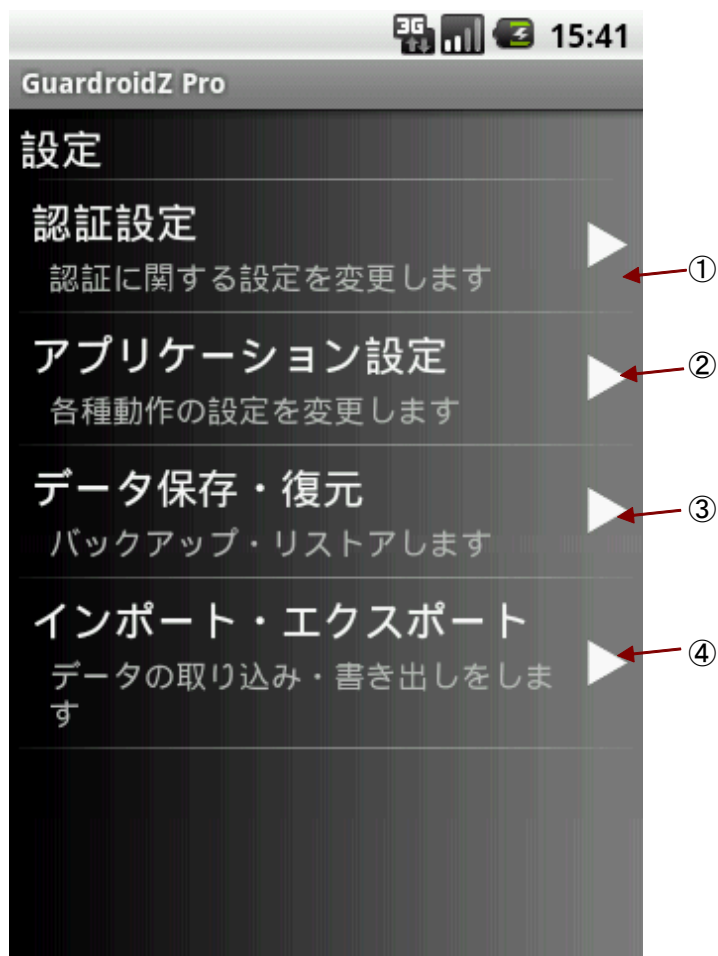 3G 15:41
GuardroidZ Pro
設定
認証設定
認証に関する設定を変更します
①
アプリケーション設定
②
各種動作の設定を変更します
データ保存・復元
③
バックアップ・リストアします
インポート・エクスポート
④
データの取り込み・書き出しをしま
す